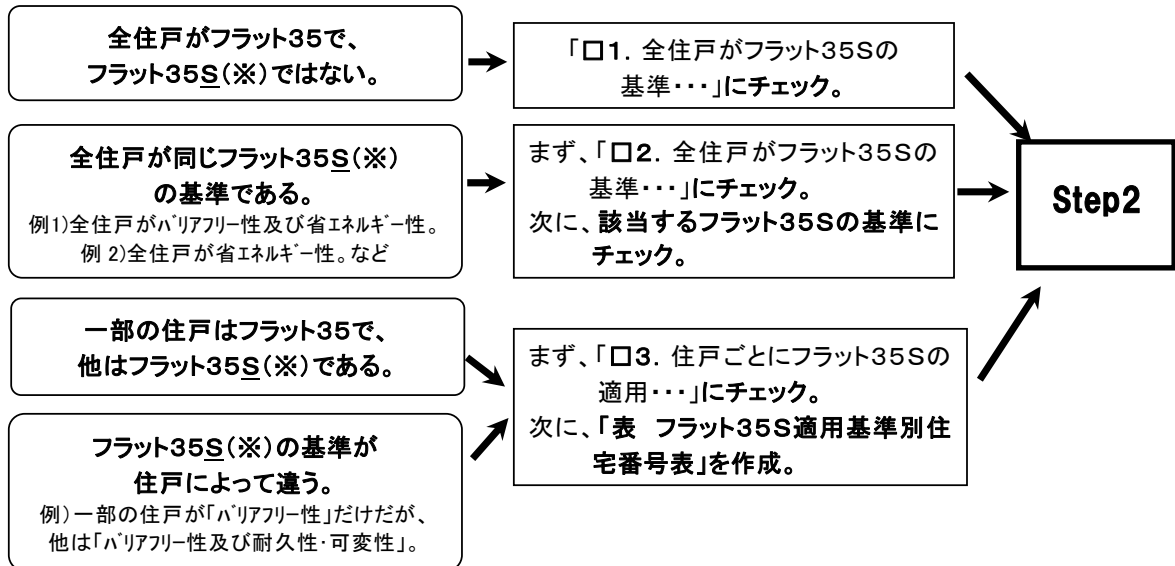 全住戸がフラット35で、
フラット35S(※)ではない。
「□1．全住戸がフラット35Sの
基準・・・」にチェック。
全住戸が同じフラット35S(※)
の基準である。
例1)全住戸がﾊﾞﾘｱﾌﾘｰ性及び省ｴﾈﾙｷﾞｰ性。
例 2)全住戸が省ｴﾈﾙｷﾞｰ性。など
まず、「□2．全住戸がフラット35Sの
基準・・・」にチェック。
次に、該当するフラット35Sの基準に
チェック。
一部の住戸はフラット35で、
他はフラット35S(※)である。
フラット35S(※)の基準が
住戸によって違う。
例)一部の住戸が「ﾊﾞﾘｱﾌﾘｰ性」だけだが、
他は「ﾊﾞﾘｱﾌﾘｰ性及び耐久性・可変性」。
まず、「□3．住戸ごとにフラット35Sの
適用・・・」にチェック。
次に、「表　フラット35S適用基準別住
宅番号表」を作成。
Step2